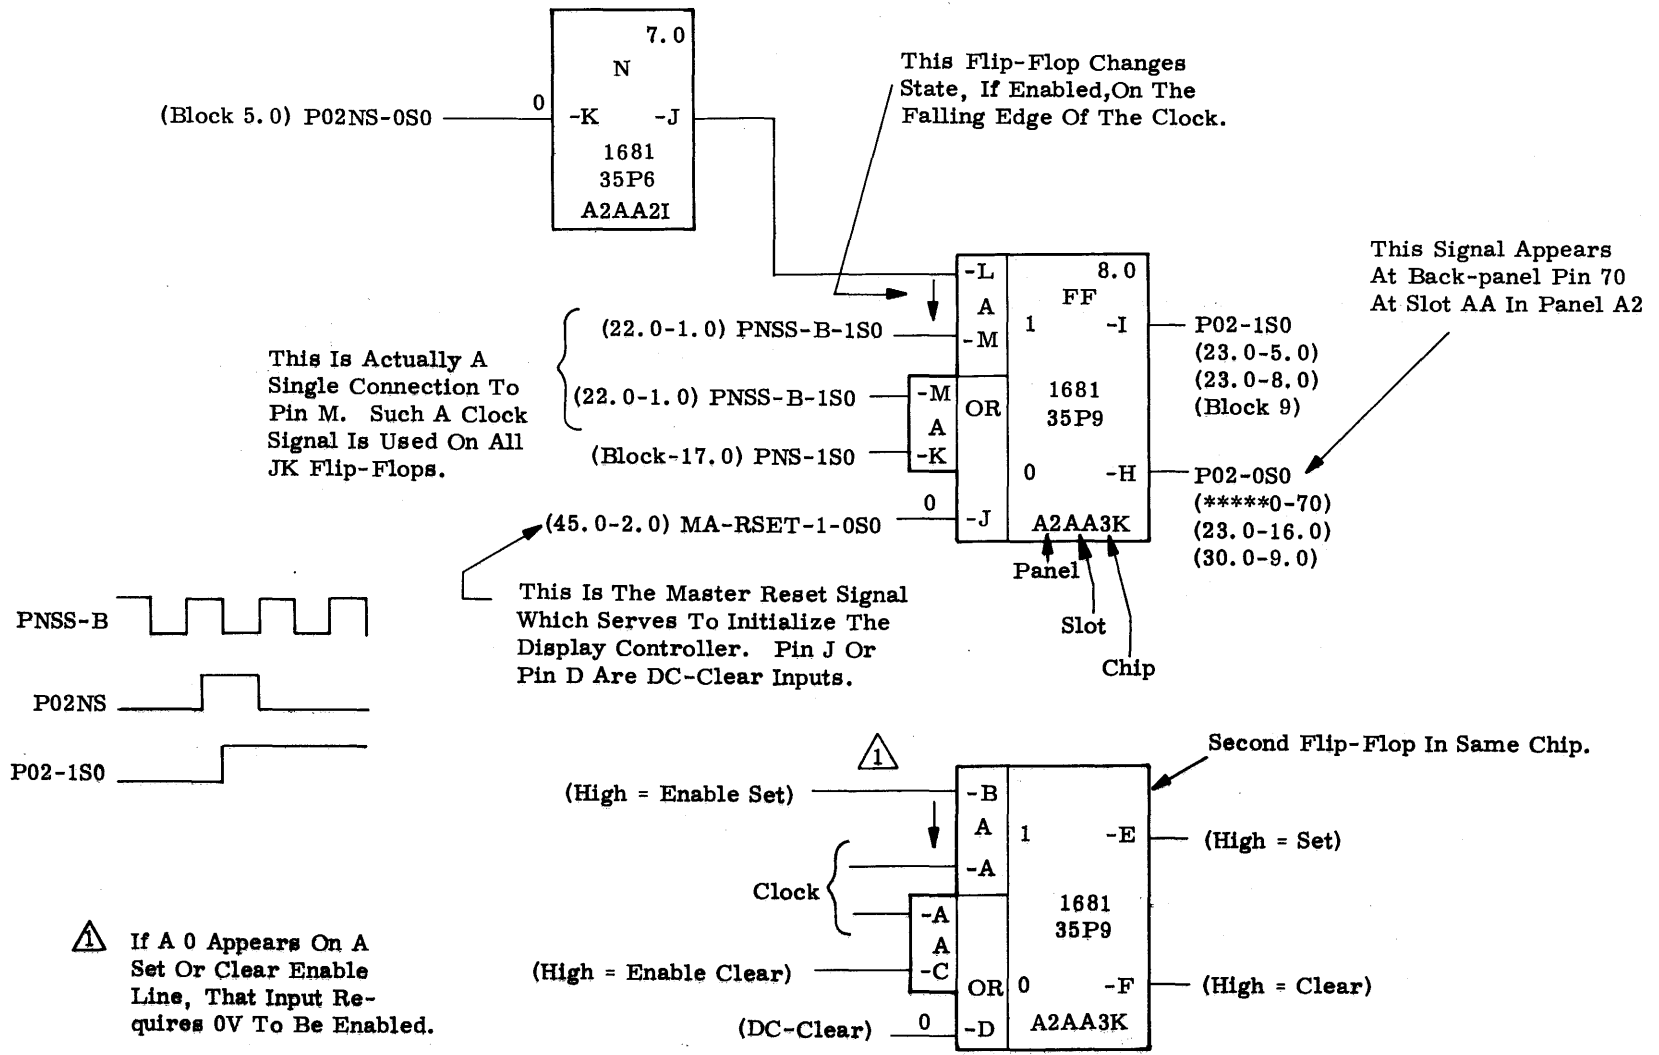 7.0
N
(Block 5.0) P02NS-0S0
0
-K -J
1681
35P6
A2AA2I
This Flip-Flop Changes
State, If Enabled,On The
Falling Edge Of The Clock.
This Signal Appears
At Back-panel Pin 70
At Slot AA In Panel A2
-L
8.0
A
FF
(22.0-1.0) PNSS-B-1S0
-M
1
-I
P02-1S0
(23.0-5.0)
(23.0-8.0)
(Block 9)
This Is Actually A
Single Connection To
Pin M. Such A Clock
Signal Is Used On All
JK Flip-Flops.
(22.0-1.0) PNSS-B-1S0
-M
OR
1681
35P9
A
(Block-17.0) PNS-1S0
-K
0
-H
P02-0S0
(*****0-70)
(23.0-16.0)
(30.0-9.0)
(45.0-2.0) MA-RSET-1-0S0
0
-J
A2AA3K
Panel
Slot
Chip
This Is The Master Reset Signal
Which Serves To Initialize The
Display Controller. Pin J Or
Pin D Are DC-Clear Inputs.
PNSS-B
P02NS
P02-1S0
1
Second Flip-Flop In Same Chip.
(High = Enable Set)
-B
A
1
-E
(High = Set)
-A
Clock
-A
1681
35P9
A
(High = Enable Clear)
-C
OR
0
-F
(High = Clear)
(DC-Clear)
0
-D
A2AA3K
1
If A 0 Appears On A
Set Or Clear Enable
Line, That Input Re-
quires 0V To Be Enabled.